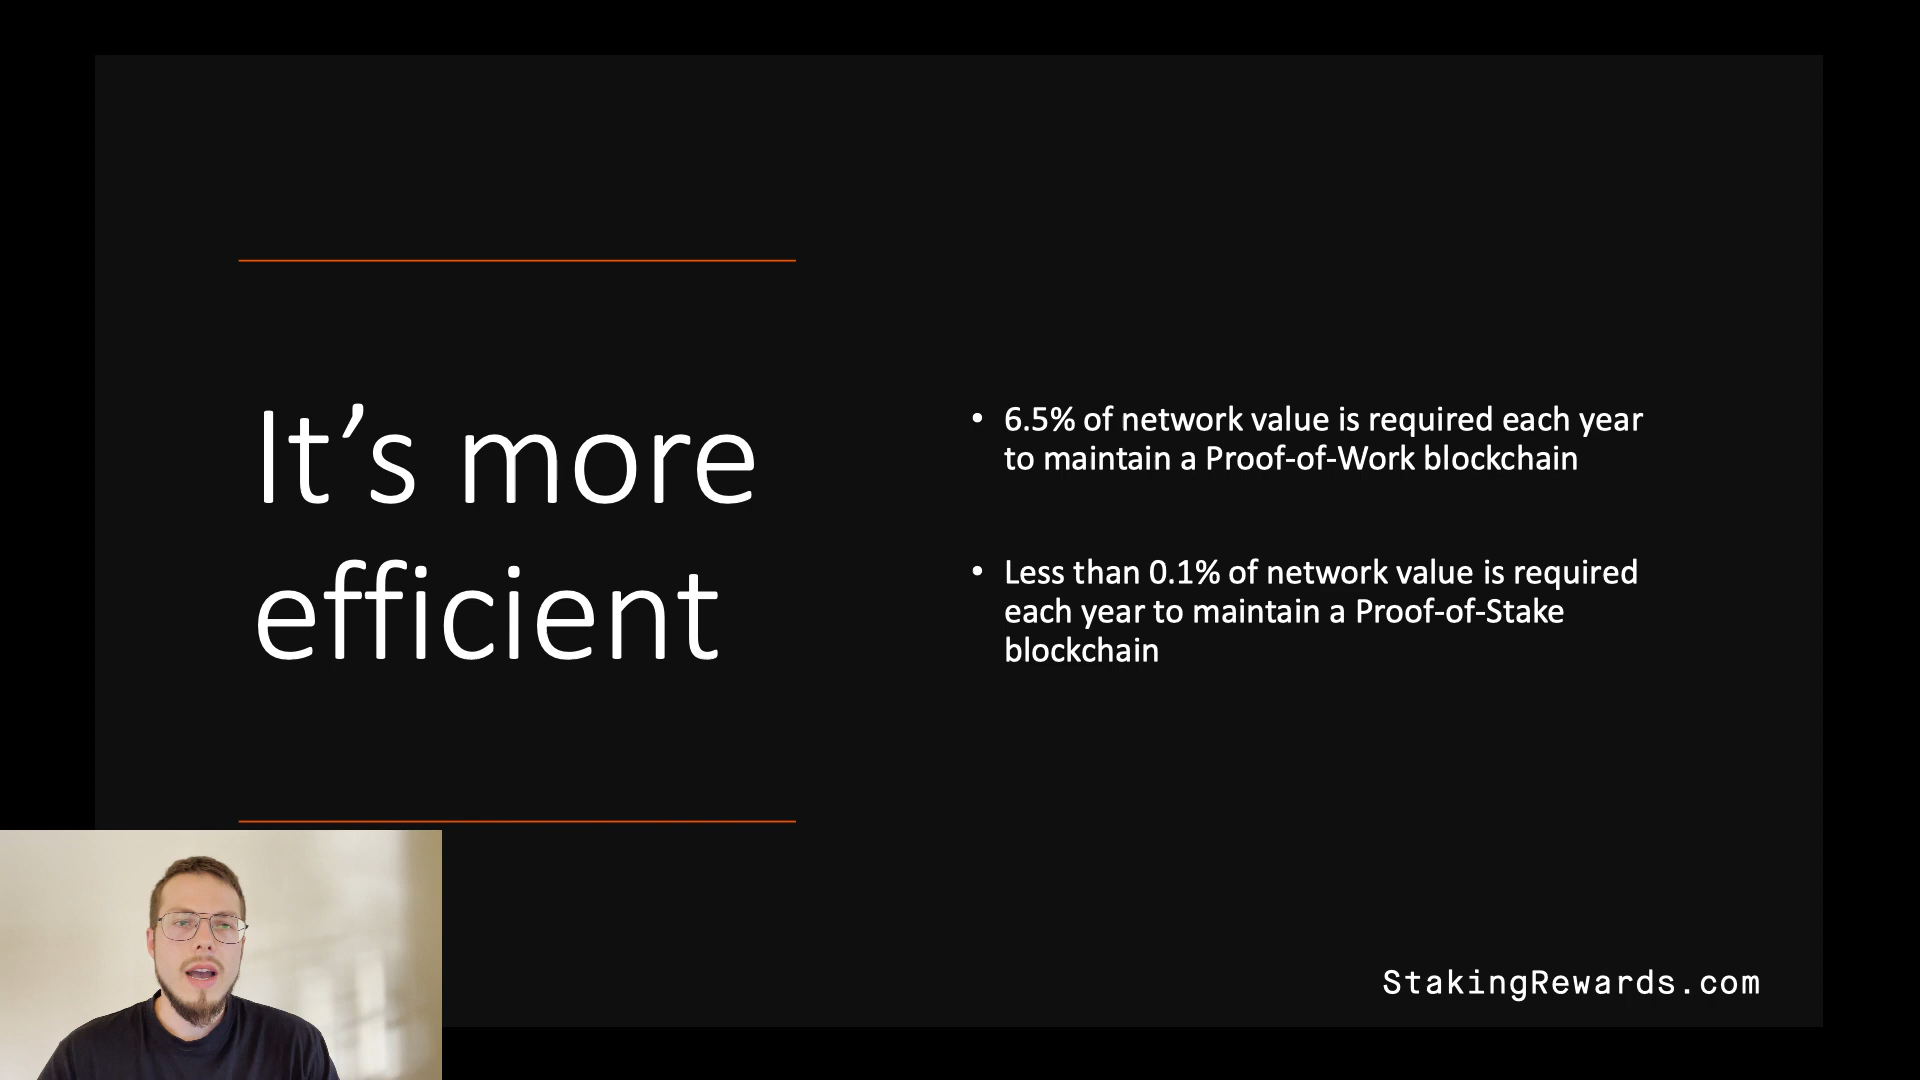 It’s more
efficient
• 6.5% of network value is required each year
to maintain a Proof-of-Work blockchain
• Less than 0.1% of network value is required
each year to maintain a Proof-of-Stake
blockchain
StakingRewards.com